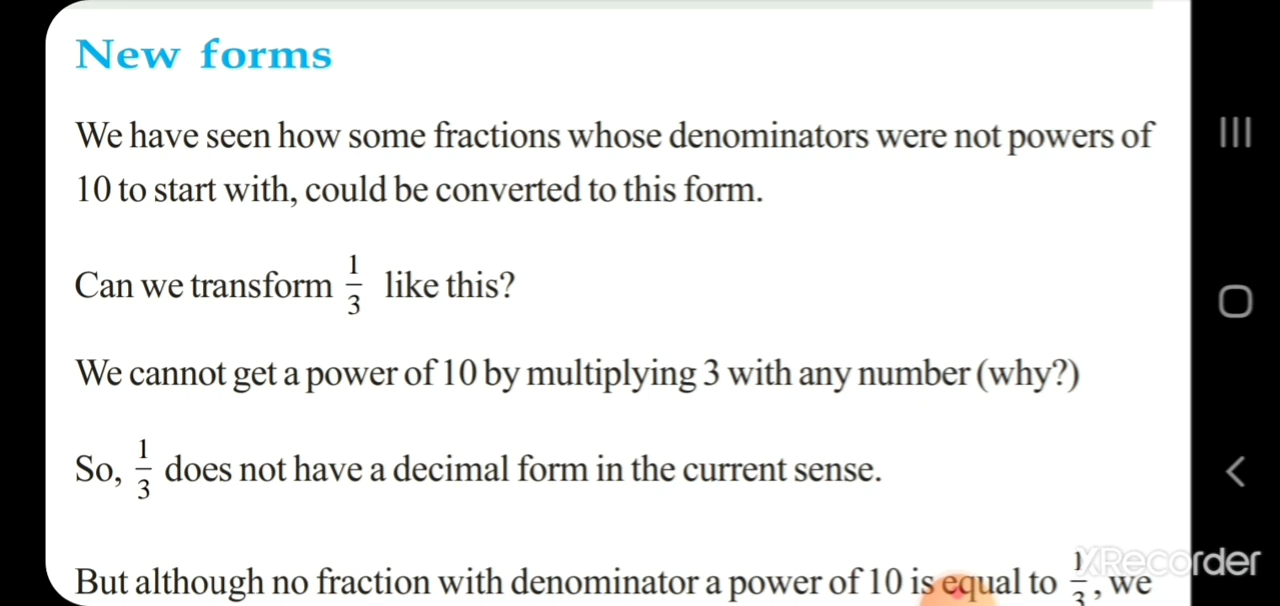 New forms
We have seen how some fractions whose denominators were not powers of
10 to start with, could be converted to this form.
Can we transform 1/3 like this?
We cannot get a power of 10 by multiplying 3 with any number (why?)
So, 1/3 does not have a decimal form in the current sense.
But although no fraction with denominator a power of 10 is equal to 1/3, we
XRecorder